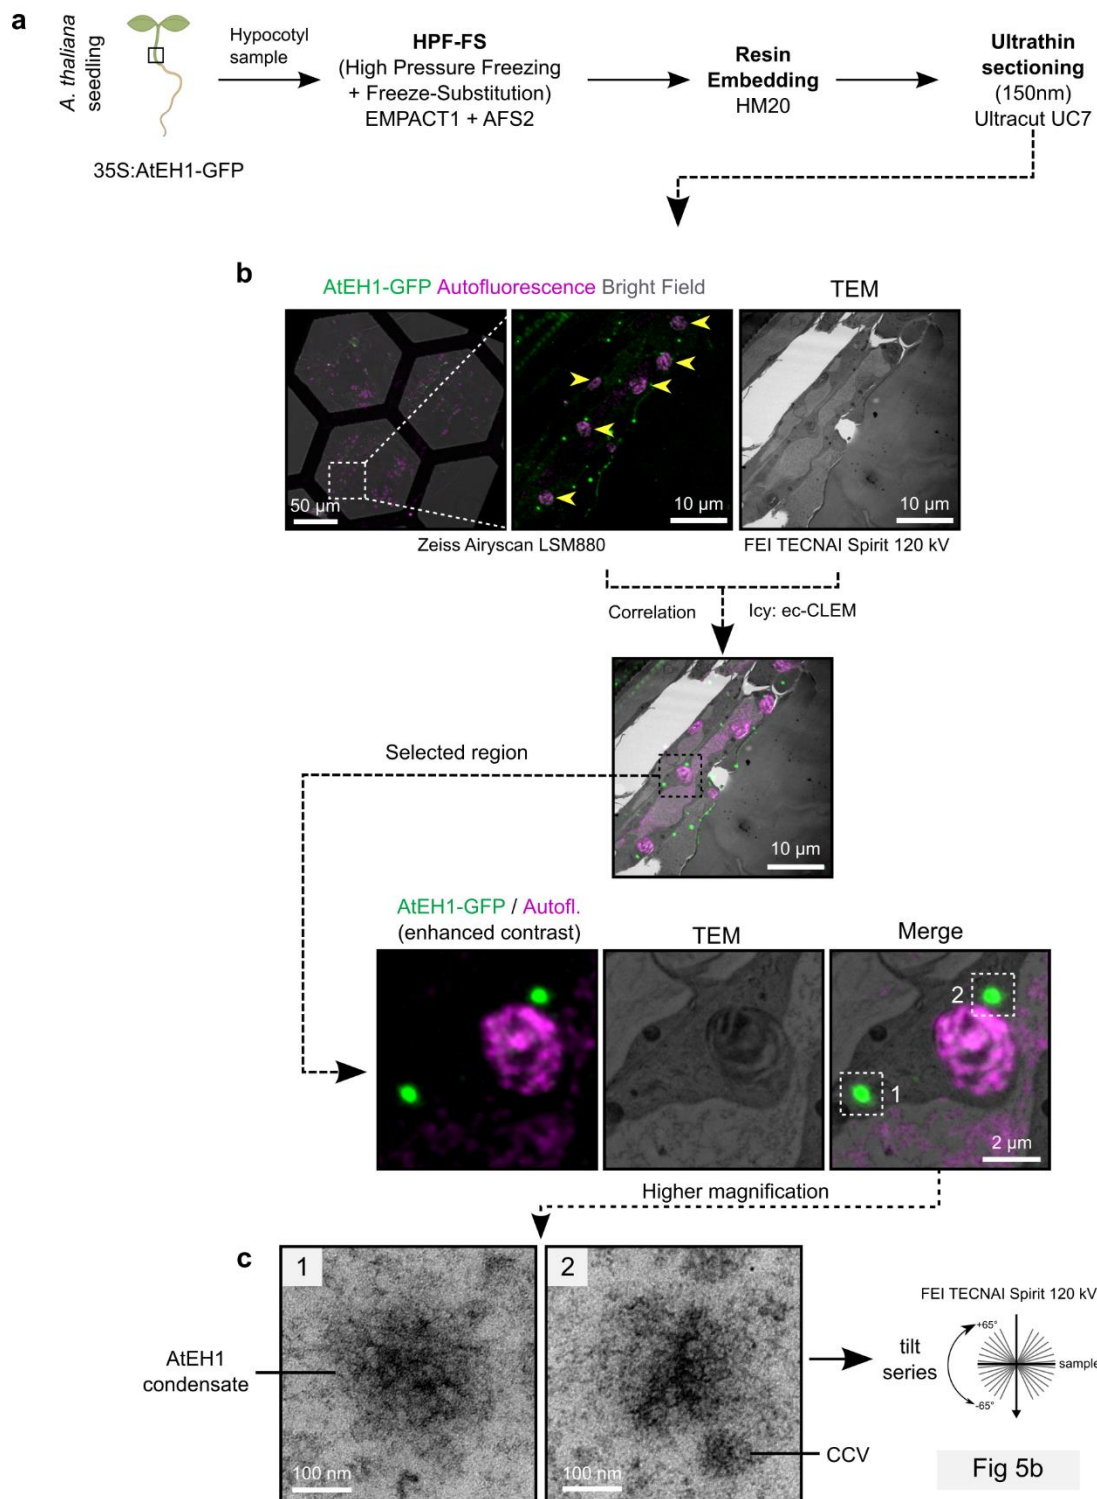 a
A. thaliana
seedling
35S:AtEH1-GFP
Hypocotyl
sample
HPF-FS
(High Pressure Freezing
+ Freeze-Substitution)
EMPACT1 + AFS2
Resin
Embedding
HM20
Ultrathin
sectioning
(150nm)
Ultracut UC7
b
AtEH1-GFP Autofluorescence Bright Field
TEM
50 µm
10 µm
10 µm
Zeiss Airyscan LSM880
FEI TECNAI Spirit 120 kV
Correlation
Icy: ec-CLEM
10 µm
Selected region
AtEH1-GFP / Autofl.
(enhanced contrast)
TEM
Merge
2
1
2 µm
Higher magnification
c
1
2
AtEH1
condensate
100 nm
100 nm
CCV
tilt
series
FEI TECNAI Spirit 120 kV
+65°
sample
-65°
Fig 5b